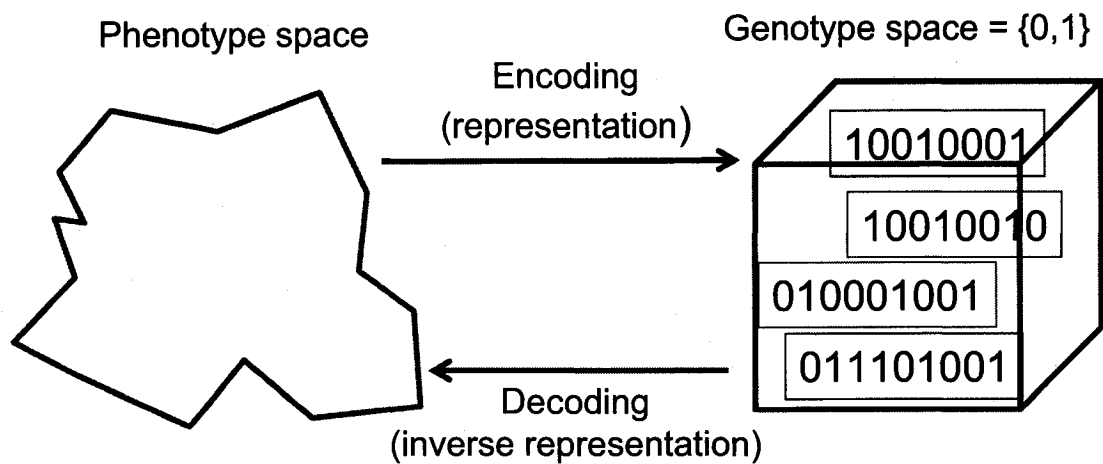 Phenotype space
Genotype space = {0,1}
Encoding
(representation)
10010001
10010010
010001001
011101001
Decoding
(inverse representation)